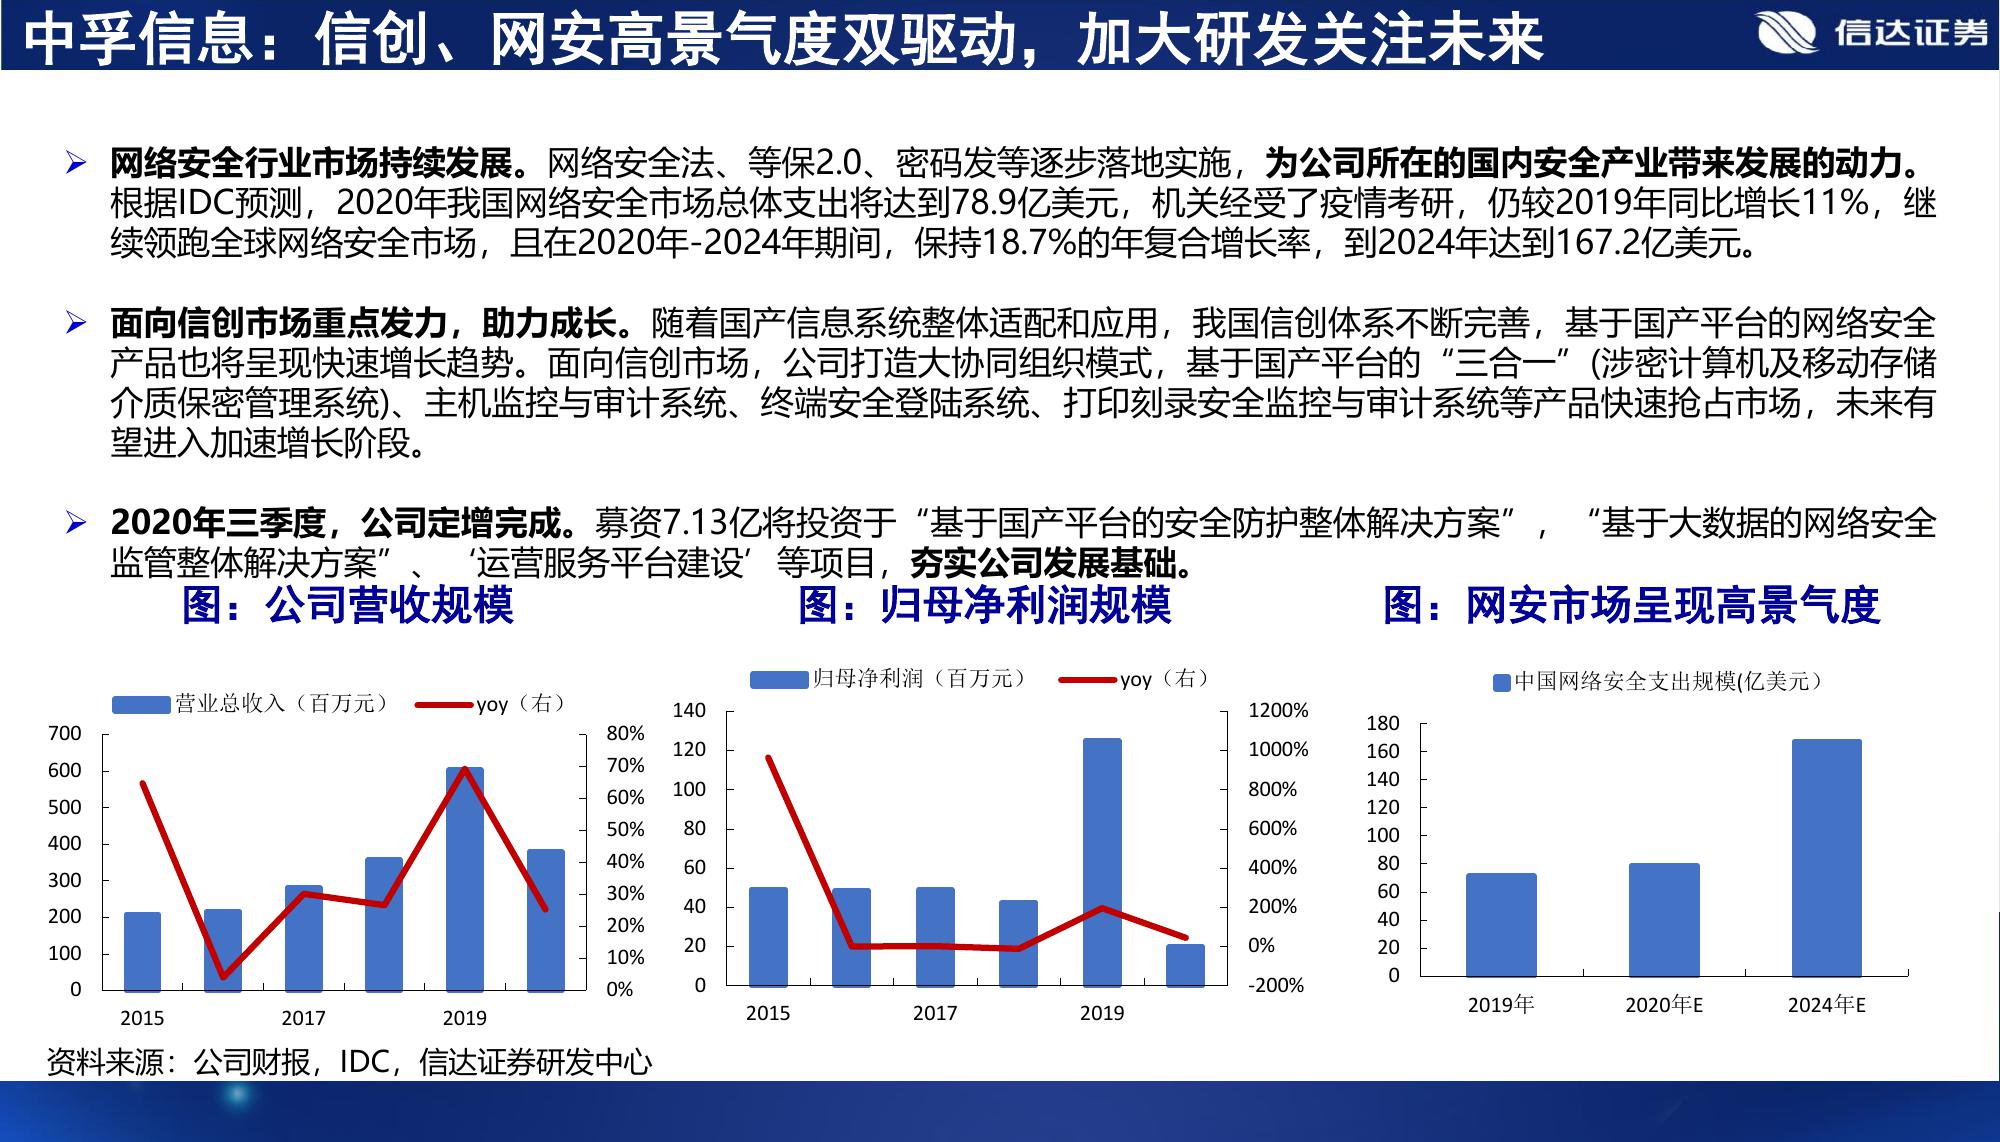 中孚信息：信创、网安高景气度双驱动，加大研发关注未来
信达证券
网络安全行业市场持续发展。网络安全法、等保2.0、密码发等逐步落地实施，为公司所在的国内安全产业带来发展的动力。
根据IDC预测，2020年我国网络安全市场总体支出将达到78.9亿美元，机关经受了疫情考研，仍较2019年同比增长11%，继
续领跑全球网络安全市场，且在2020年-2024年期间，保持18.7%的年复合增长率，到2024年达到167.2亿美元。
面向信创市场重点发力，助力成长。随着国产信息系统整体适配和应用，我国信创体系不断完善，基于国产平台的网络安全
产品也将呈现快速增长趋势。面向信创市场，公司打造大协同组织模式，基于国产平台的“三合一”(涉密计算机及移动存储
介质保密管理系统)、主机监控与审计系统、终端安全登陆系统、打印刻录安全监控与审计系统等产品快速抢占市场，未来有
望进入加速增长阶段。
2020年三季度，公司定增完成。募资7.13亿将投资于“基于国产平台的安全防护整体解决方案”，“基于大数据的网络安全
监管整体解决方案”、‘运营服务平台建设’等项目，夯实公司发展基础。
图：公司营收规模
营业总收入（百万元） yoy（右）
700
600
500
400
300
200
100
0
80%
70%
60%
50%
40%
30%
20%
10%
0%
2015 2017 2019
图：归母净利润规模
归母净利润（百万元） yoy（右）
140
120
100
80
60
40
20
0
1200%
1000%
800%
600%
400%
200%
0%
-200%
2015 2017 2019
图：网安市场呈现高景气度
中国网络安全支出规模(亿美元）
180
160
140
120
100
80
60
40
20
0
2019年 2020年E 2024年E
资料来源：公司财报，IDC，信达证券研发中心